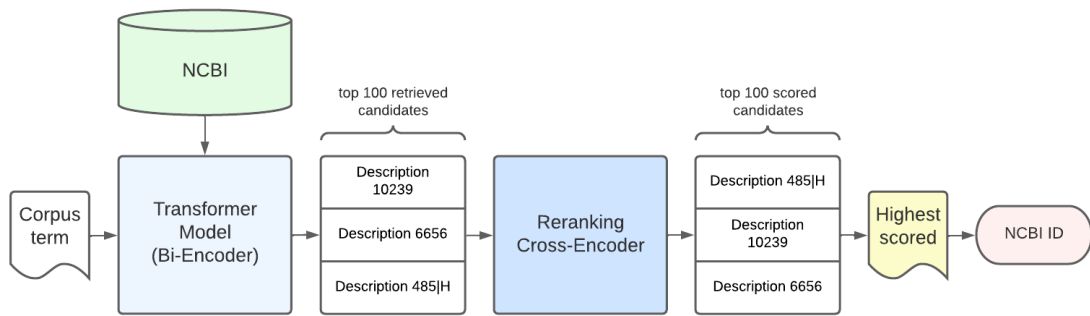 NCBI
top 100 retrieved
candidates
top 100 scored
candidates
Corpus
term
Transformer
Model
(Bi-Encoder)
Description
10239
Description 6656
Description 485|H
Reranking
Cross-Encoder
Description 485|H
Description
10239
Description 6656
Highest
scored
NCBI ID